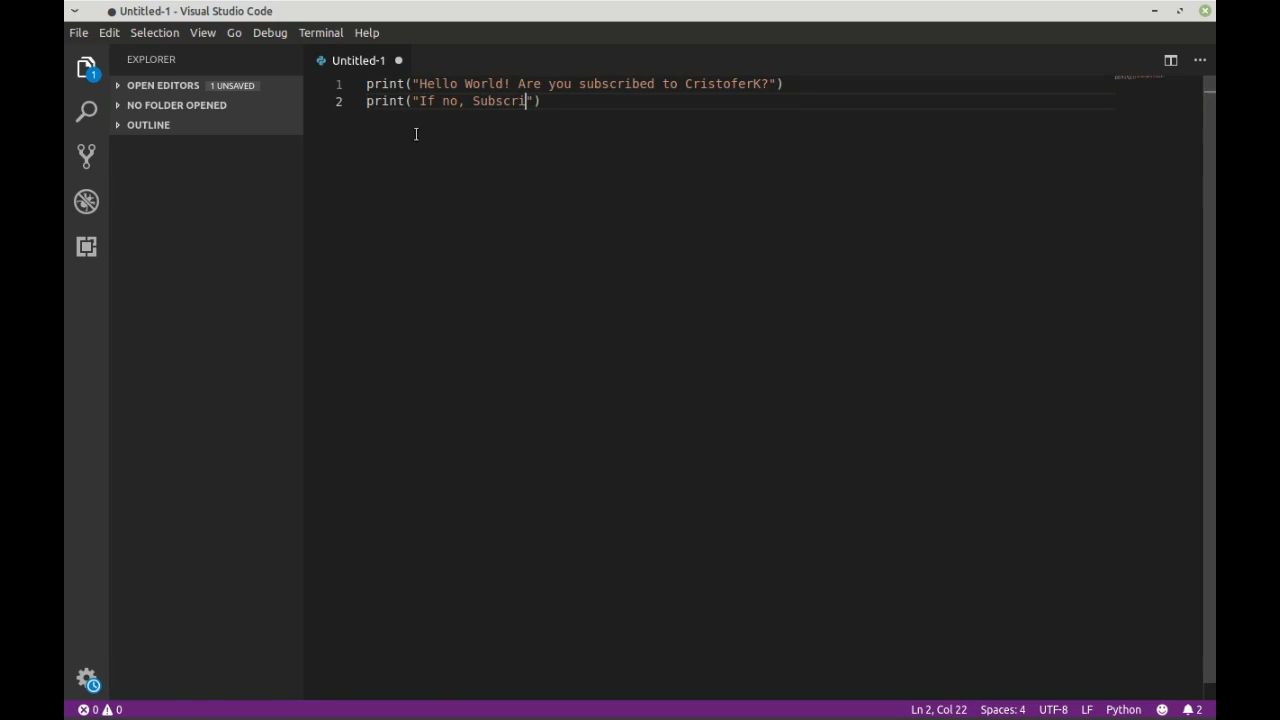 Untitled-1 - Visual Studio Code
File Edit Selection View Go Debug Terminal Help
EXPLORER
Untitled-1
OPEN EDITORS 1 UNSAVED
NO FOLDER OPENED
OUTLINE
1 print("Hello World! Are you subscribed to CristoferK?")
2 print("If no, Subscri")
1
0 0 Ln 2, Col 22 Spaces: 4 UTF-8 LF Python 2